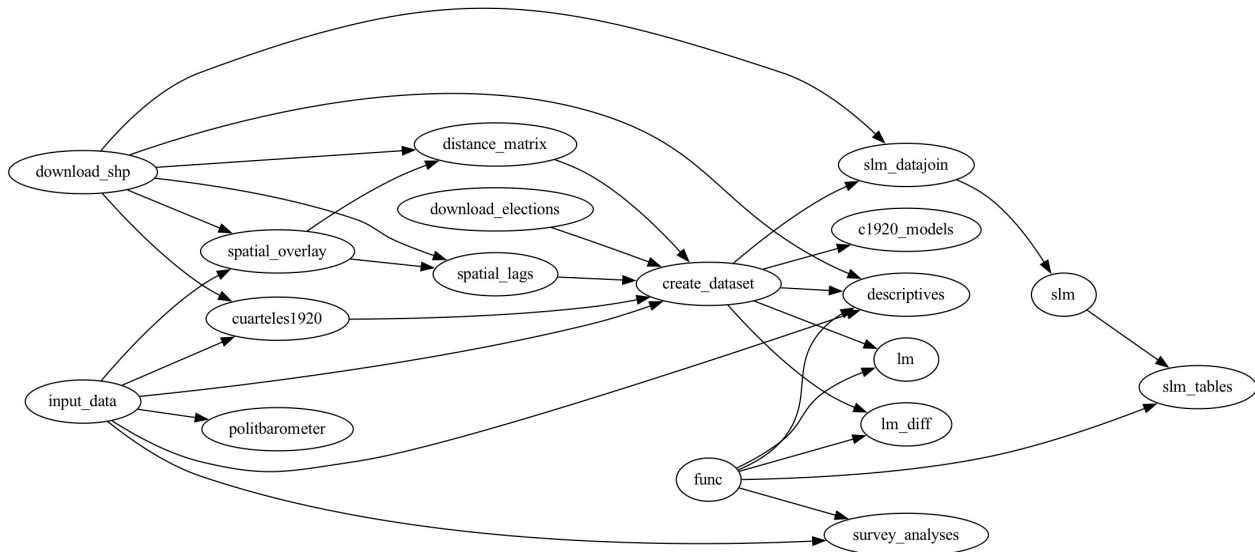 distance_matrix
download_shp
slm_datajoin
download_elections
c1920_models
spatial_overlay
spatial_lags
create_dataset
descriptives
slm
cuarteles1920
lm
slm_tables
input_data
politbarometer
lm_diff
func
survey_analyses